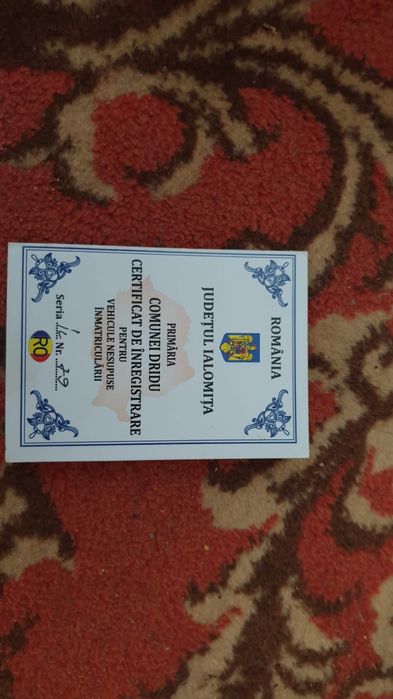 ROMÂNIA
JUDEȚUL IALOMIȚA
PRIMĂRIA
COMUNEI DRIDU
CERTIFICAT DE ÎNREGISTRARE
PENTRU
VEHICULE NESUPUSE
ÎNMATRICULĂRII
Seria Nr.
RO